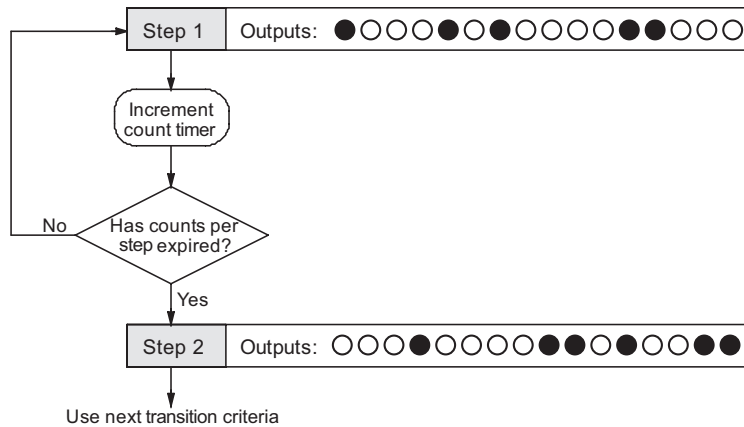 Step 1 Outputs:
Increment
count timer
No
Has counts per
step expired?
Yes
Step 2 Outputs:
Use next transition criteria